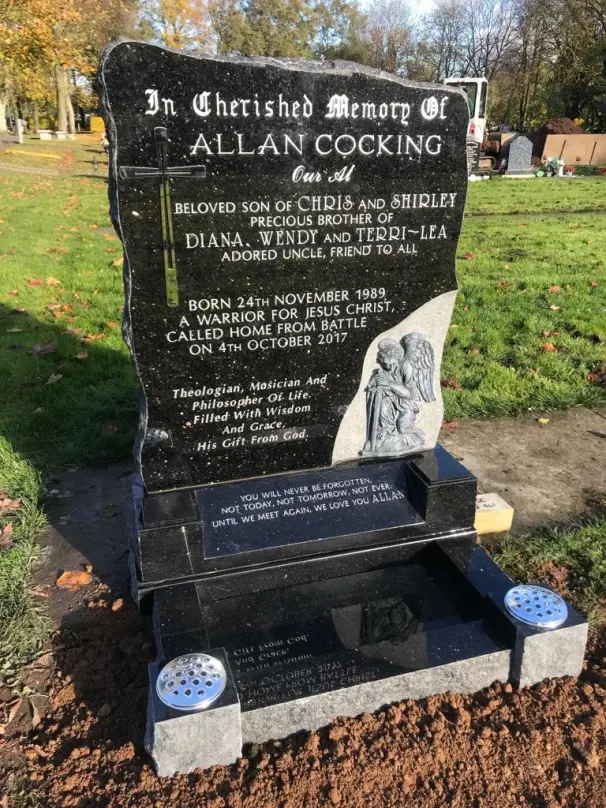 In Cherished Memory Of
ALLAN COCKING
Our Al
BELOVED SON OF CHRIS AND SHIRLEY
PRECIOUS BROTHER OF
DIANA, WENDY AND TERRI~LEA
ADORED UNCLE, FRIEND TO ALL
BORN 24TH NOVEMBER 1989,
A WARRIOR FOR JESUS CHRIST,
CALLED HOME FROM BATTLE
ON 4TH OCTOBER 2017
Theologian, Musician And
Philosopher Of Life.
Filled With Wisdom
And Grace,
His Gift From God.
YOU WILL NEVER BE FORGOTTEN,
NOT TODAY, NOT TOMORROW, NOT EVER,
UNTIL WE MEET AGAIN, WE LOVE YOU ALLAN